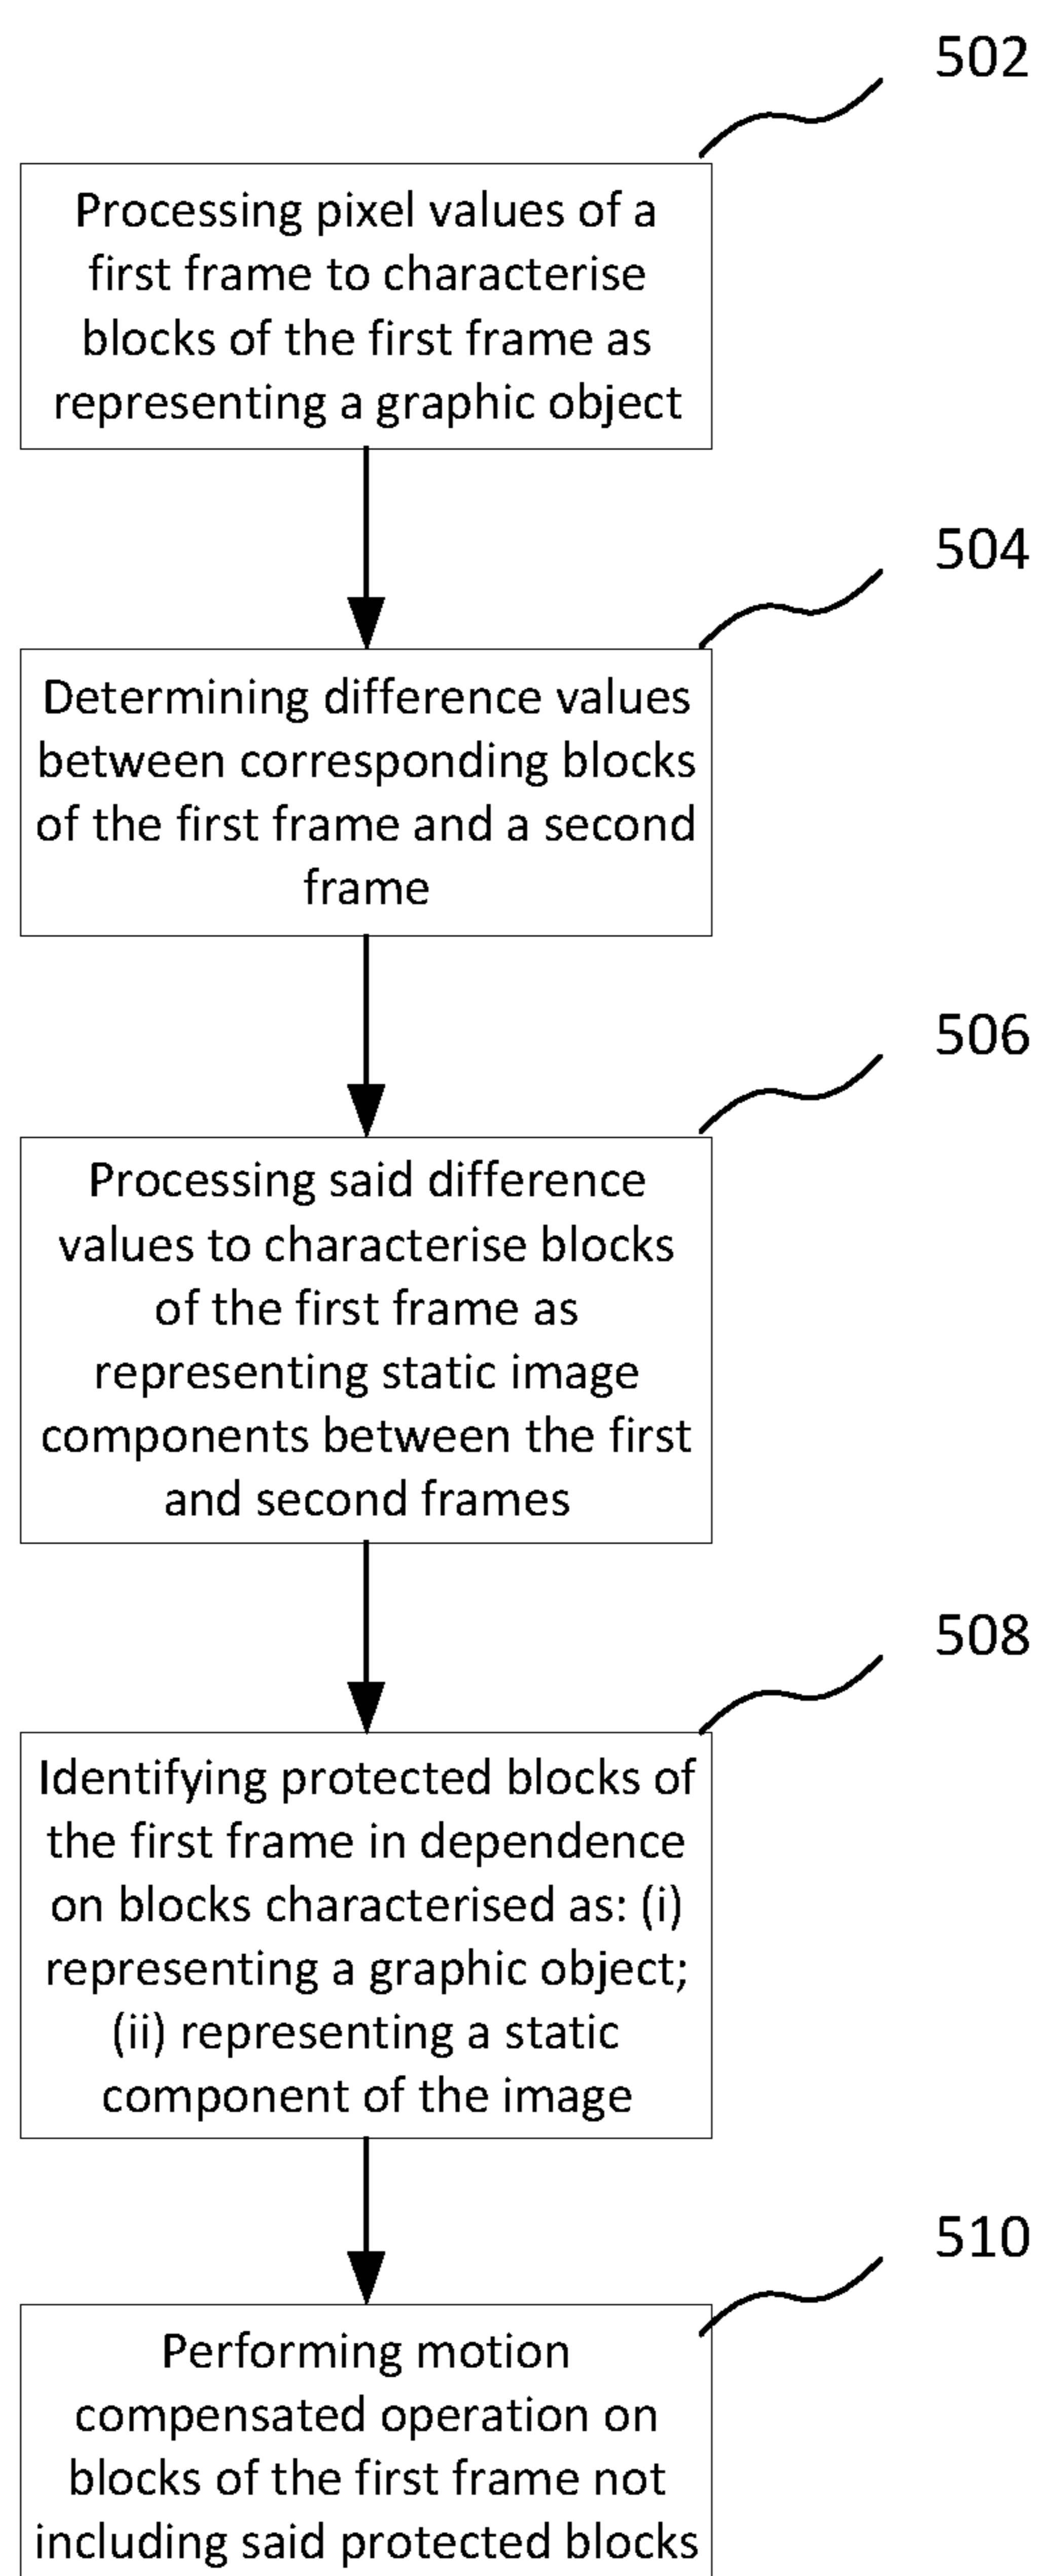 502
Processing pixel values of a
first frame to characterise
blocks of the first frame as
representing a graphic object
504
Determining difference values
between corresponding blocks
of the first frame and a second
frame
506
Processing said difference
values to characterise blocks
of the first frame as
representing static image
components between the first
and second frames
508
Identifying protected blocks of
the first frame in dependence
on blocks characterised as: (i)
representing a graphic object;
(ii) representing a static
component of the image
510
Performing motion
compensated operation on
blocks of the first frame not
including said protected blocks